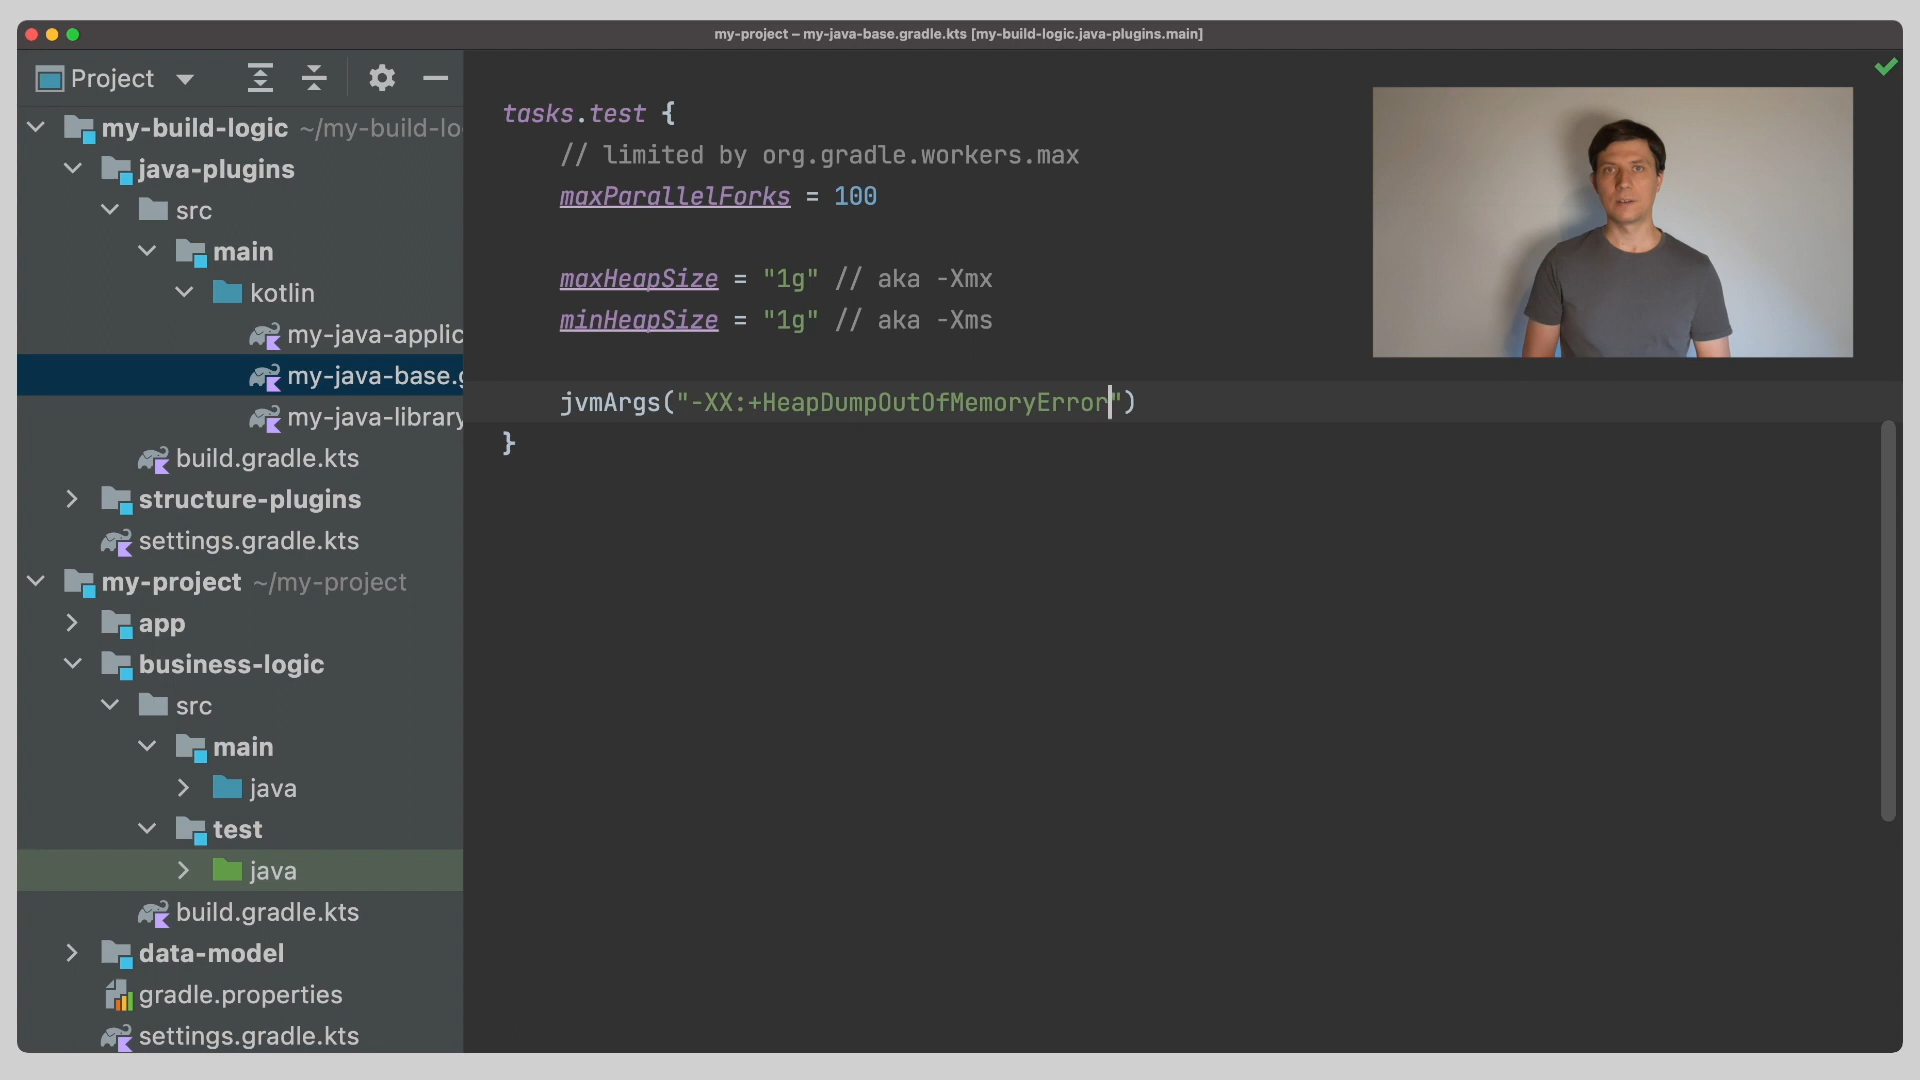 my-project – my-java-base.gradle.kts [my-build-logic.java-plugins.main]
Project
my-build-logic ~/my-build-lo
java-plugins
src
main
kotlin
my-java-applic
my-java-base.g
my-java-library
build.gradle.kts
structure-plugins
settings.gradle.kts
my-project ~/my-project
app
business-logic
src
main
java
test
java
build.gradle.kts
data-model
gradle.properties
settings.gradle.kts
tasks.test {
// limited by org.gradle.workers.max
maxParallelForks = 100
maxHeapSize = "1g" // aka -Xmx
minHeapSize = "1g" // aka -Xms
jvmArgs("-XX:+HeapDumpOutOfMemoryError")
}